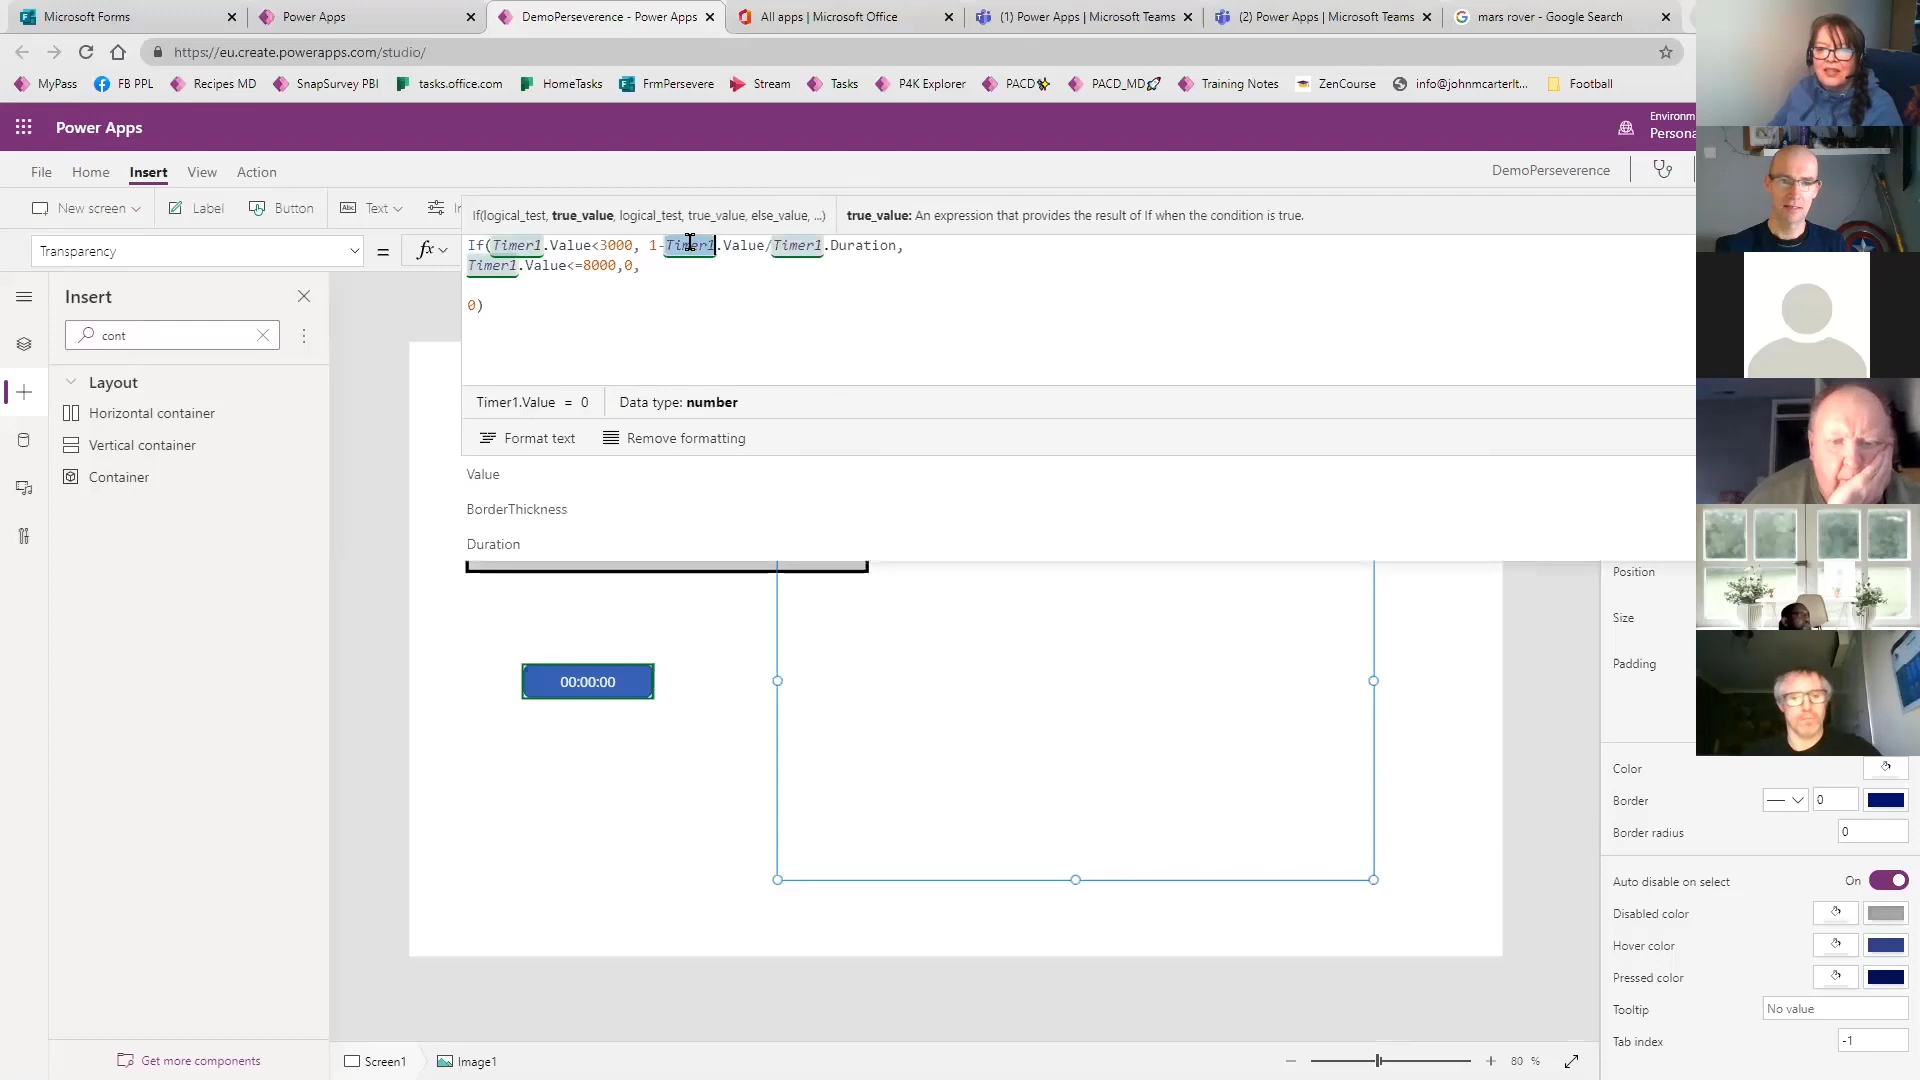 Microsoft Forms
Power Apps
DemoPerseverence - Power Apps
All apps | Microsoft Office
(1) Power Apps | Microsoft Teams
(2) Power Apps | Microsoft Teams
mars rover - Google Search
https://eu.create.powerapps.com/studio/
MyPass
FB PPL
Recipes MD
SnapSurvey PBI
tasks.office.com
HomeTasks
FrmPersevere
Stream
Tasks
P4K Explorer
PACD
PACD_MD
Training Notes
ZenCourse
info@johnmcarterlt...
Football
Power Apps
Environm
Persona
File
Home
Insert
View
Action
DemoPerseverence
New screen
Label
Button
Abc
Text
If(logical_test, true_value, logical_test, true_value, else_value, ...)
true_value: An expression that provides the result of If when the condition is true.
Transparency
=
fx
If(Timer1.Value<3000, 1-Timer1.Value/Timer1.Duration,
Timer1.Value<=8000,0,
0)
Insert
cont
Layout
Horizontal container
Vertical container
Container
Timer1.Value = 0
Data type: number
Format text
Remove formatting
Value
BorderThickness
Duration
00:00:00
Position
Size
Padding
Color
Border
0
Border radius
0
Auto disable on select
On
Disabled color
Hover color
Pressed color
Tooltip
No value
Tab index
-1
Get more components
Screen1
Image1
80 %